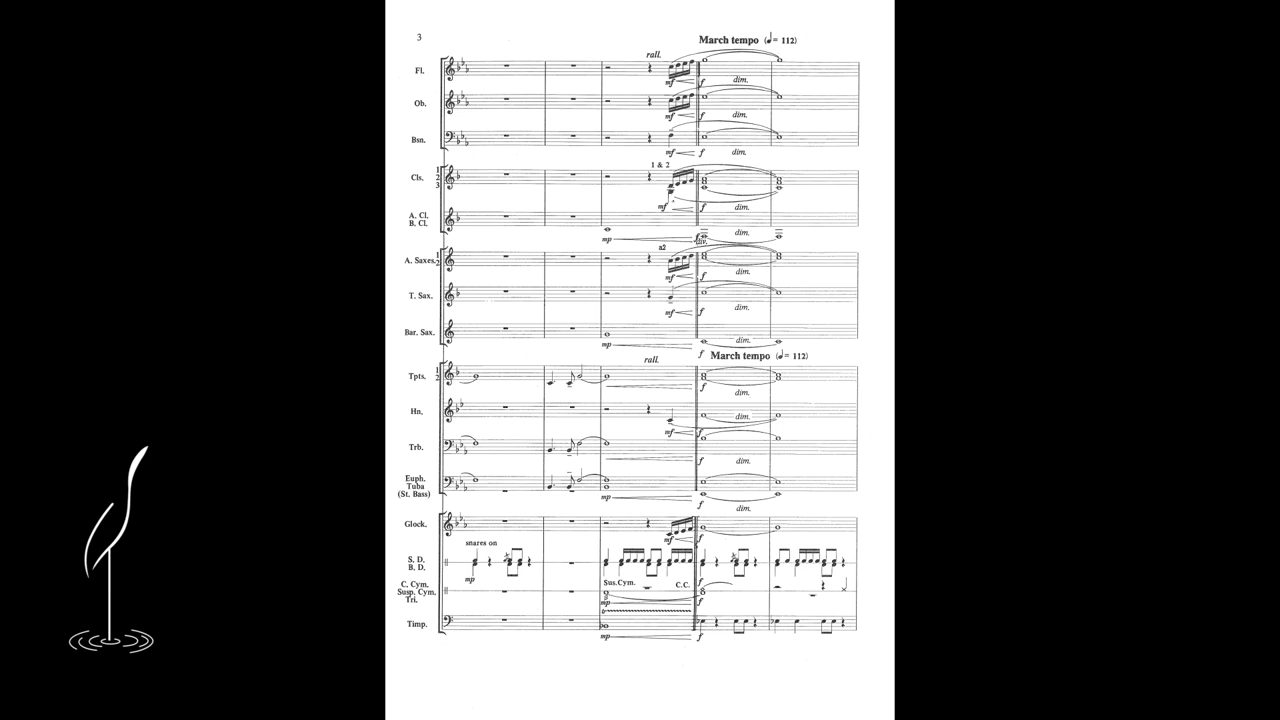 3
March tempo (♩= 112)
rall.
Fl.
mf
f
dim.
Ob.
mf
f
dim.
Bsn.
mf
f
dim.
1 & 2
Cls. 1 2 3
mf
f
dim.
A. Cl.
B. Cl.
mp
f
dim.
div.
a2
A. Saxes. 1 2
mf
f
dim.
T. Sax.
mf
f
dim.
Bar. Sax.
mp
f
dim.
March tempo (♩= 112)
rall.
Tpts. 1 2
f
dim.
Hn.
mf
f
dim.
Trb.
f
dim.
Euph.
Tuba
(St. Bass)
mp
f
dim.
Glock.
mf
f
snares on
S. D.
B. D.
mp
f
Sus.Cym.
C.C.
C. Cym.
Susp. Cym.
Tri.
mp
f
tr
Timp.
mp
f